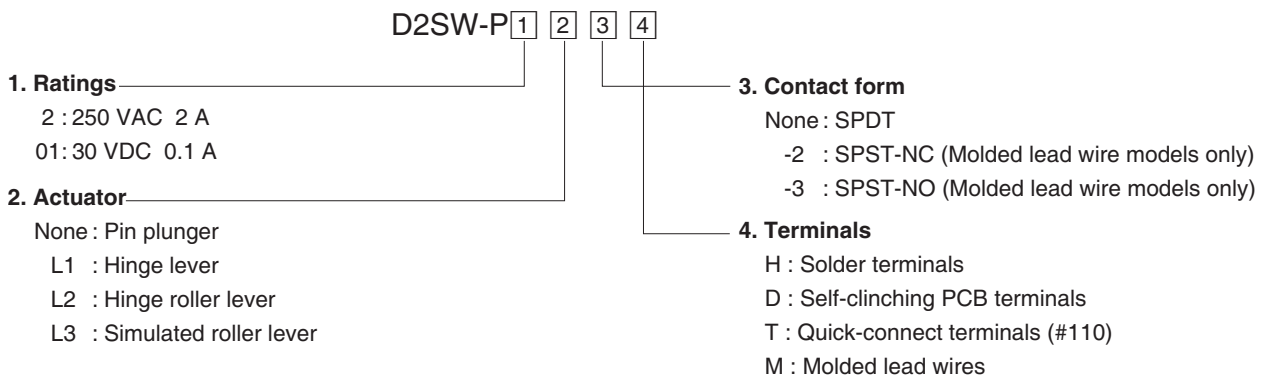 D2SW-P1 2 3 4
1. Ratings
2 : 250 VAC 2 A
01: 30 VDC 0.1 A
2. Actuator
None : Pin plunger
L1 : Hinge lever
L2 : Hinge roller lever
L3 : Simulated roller lever
3. Contact form
None : SPDT
-2 : SPST-NC (Molded lead wire models only)
-3 : SPST-NO (Molded lead wire models only)
4. Terminals
H : Solder terminals
D : Self-clinching PCB terminals
T : Quick-connect terminals (#110)
M : Molded lead wires